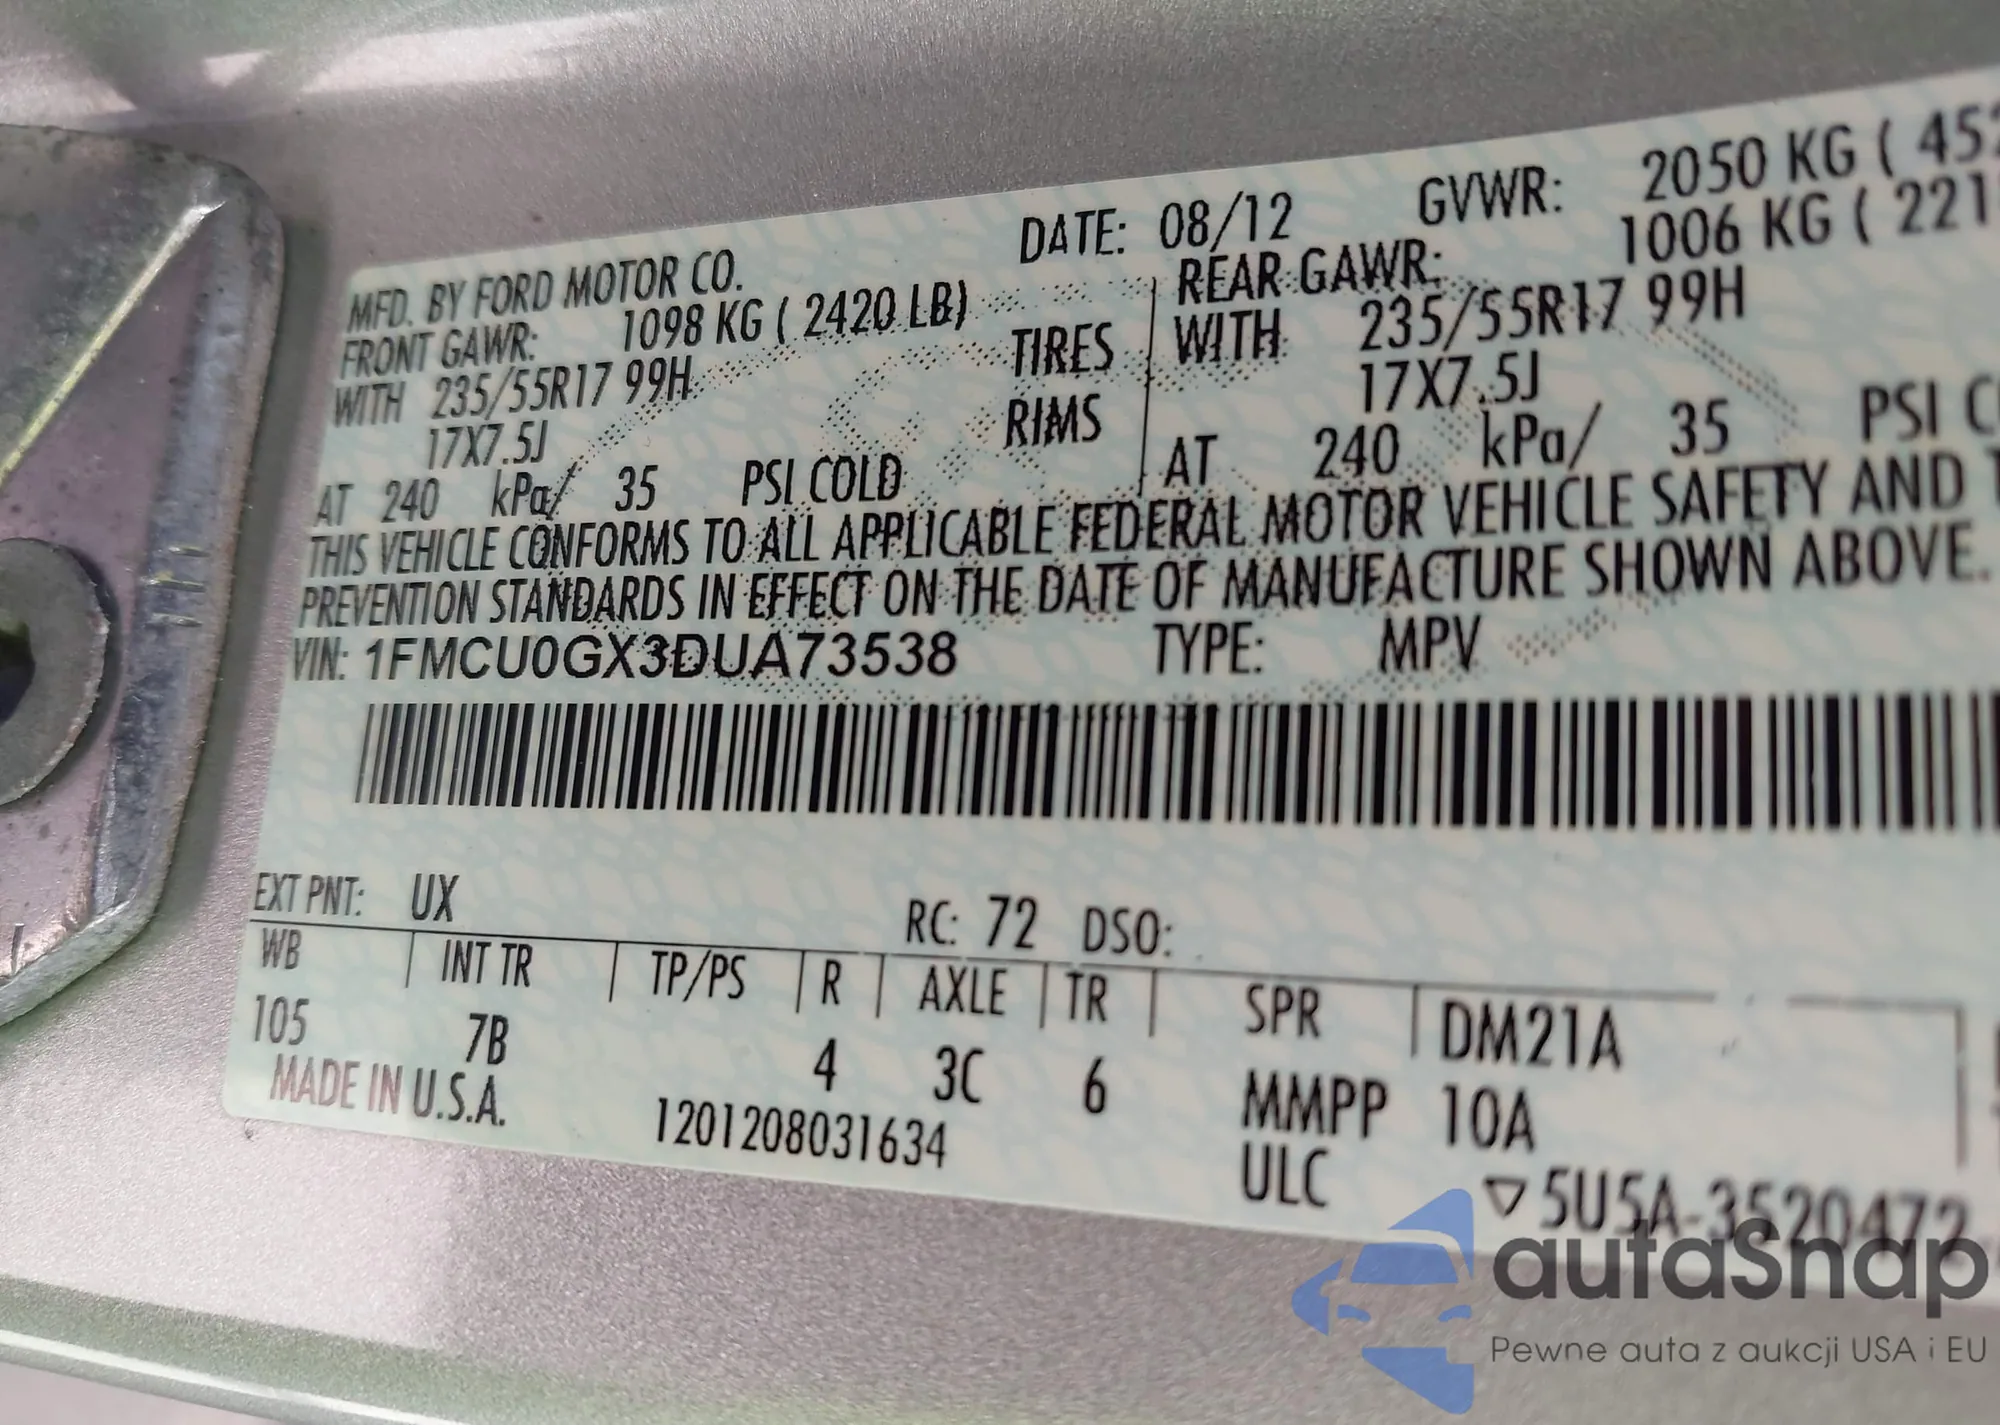 MFD. BY FORD MOTOR CO. DATE: 08/12 GVWR: 2050 KG ( 452
FRONT GAWR: 1098 KG ( 2420 LB) REAR GAWR: 1006 KG ( 221
WITH 235/55R17 99H TIRES WITH 235/55R17 99H
17X7.5J RIMS 17X7.5J
AT 240 kPa/ 35 PSI COLD AT 240 kPa/ 35 PSI C
THIS VEHICLE CONFORMS TO ALL APPLICABLE FEDERAL MOTOR VEHICLE SAFETY AND T
PREVENTION STANDARDS IN EFFECT ON THE DATE OF MANUFACTURE SHOWN ABOVE.
VIN: 1FMCU0GX3DUA73538 TYPE: MPV
EXT PNT: UX RC: 72 DSO:
WB INT TR TP/PS R AXLE TR SPR DM21A
105 7B 4 3C 6 MMPP 10A
MADE IN U.S.A. 1201208031634 ULC ▽5U5A-3520472
autaSnap
Pewne auta z aukcji USA i EU